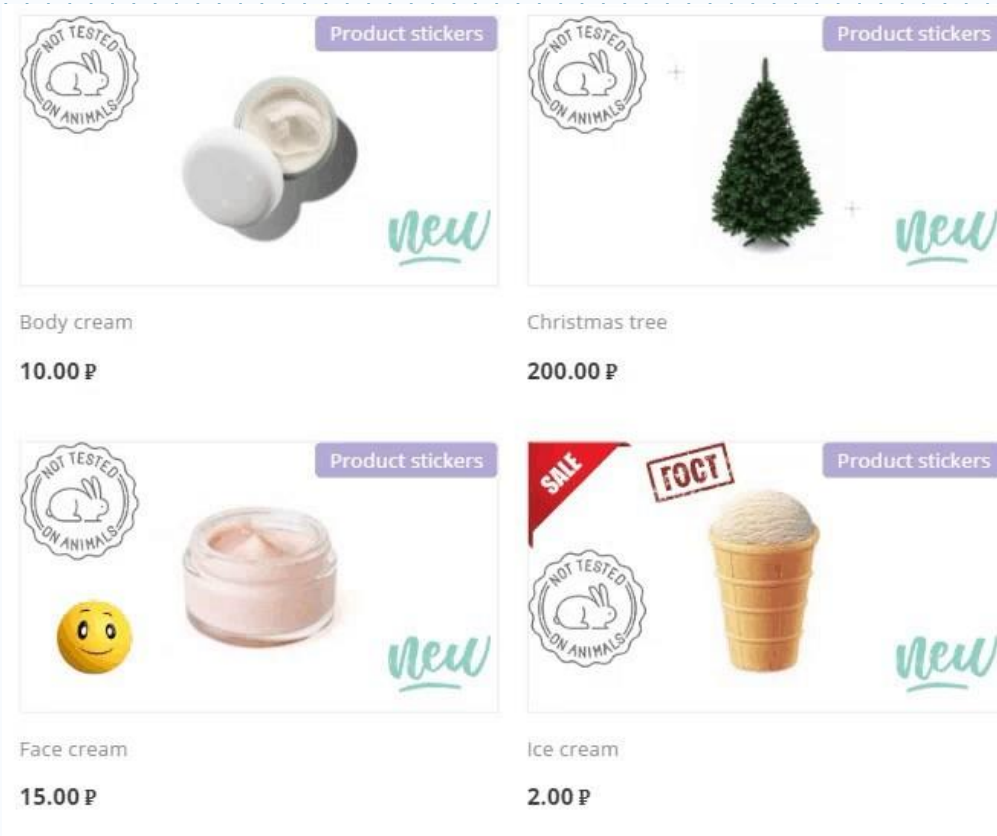 NOT TESTED
ON ANIMALS
Product stickers
new
Body cream
10.00 ₽
NOT TESTED
ON ANIMALS
Product stickers
new
Christmas tree
200.00 ₽
NOT TESTED
ON ANIMALS
Product stickers
new
Face cream
15.00 ₽
SALE
ГОСТ
Product stickers
NOT TESTED
ON ANIMALS
new
Ice cream
2.00 ₽